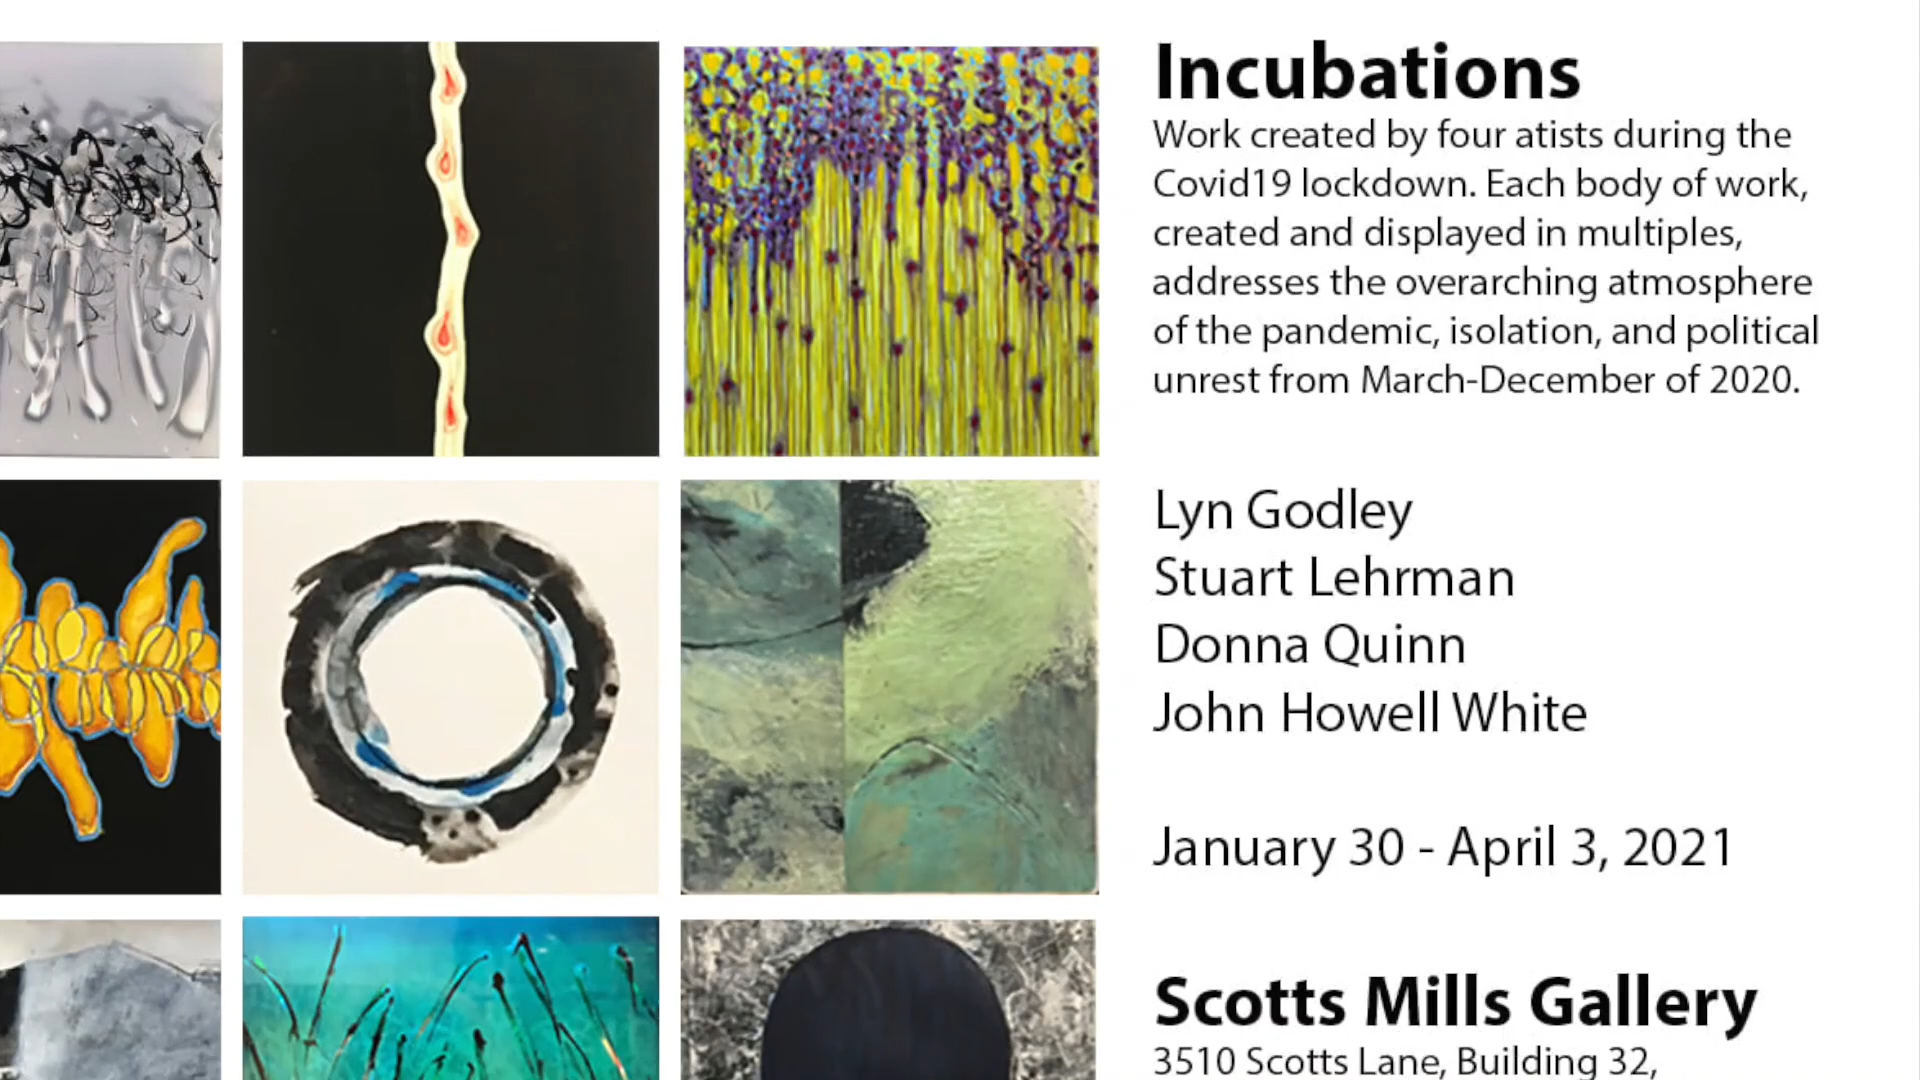 Incubations
Work created by four atists during the
Covid19 lockdown. Each body of work,
created and displayed in multiples,
addresses the overarching atmosphere
of the pandemic, isolation, and political
unrest from March-December of 2020.
Lyn Godley
Stuart Lehrman
Donna Quinn
John Howell White
January 30 - April 3, 2021
Scotts Mills Gallery
3510 Scotts Lane, Building 32,